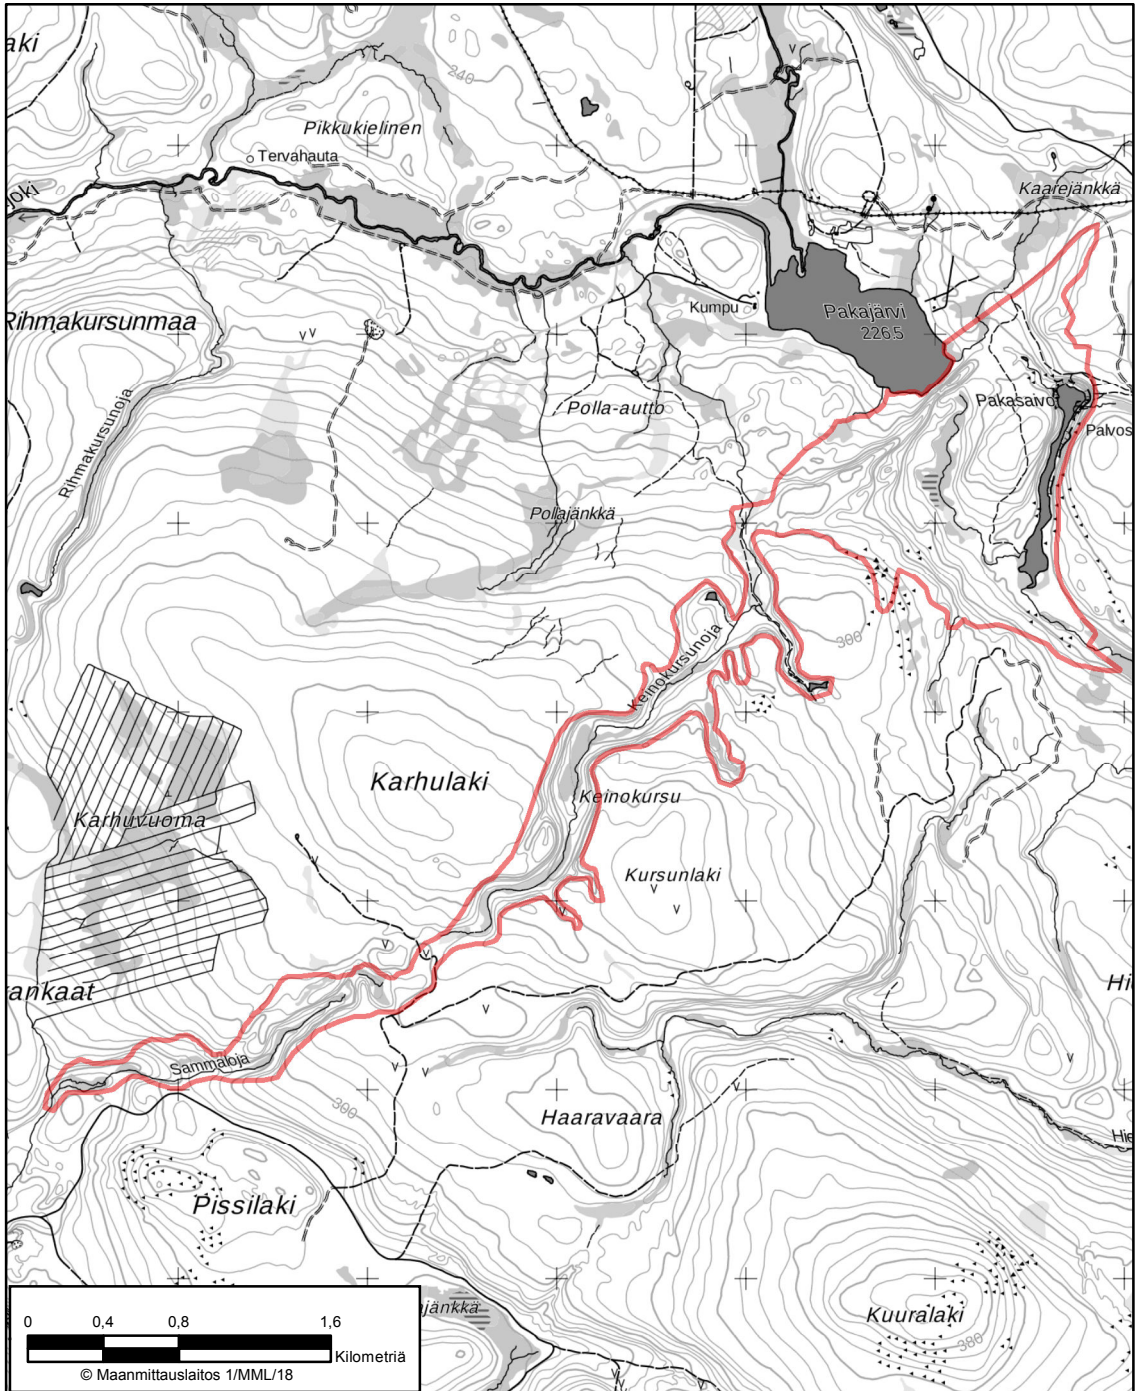 aki
240
Pikkukielinen
Tervahauta
joki
Kaarejänkkä
Rihmakursunmaa
Kumpu
Pakajärvi
226.5
Pakasaivo
Palvos
Polla-autto
Rihmakursunoja
Pollajänkkä
300
Keinokursunoja
Karhulaki
Keinokursu
Karhuvuoma
Kursunlaki
ankaat
Sammaloja
300
Haaravaara
Hie
Pissilaki
ajänkkä
Kuuralaki
380
0 0,4 0,8 1,6
Kilometriä
© Maanmittauslaitos 1/MML/18